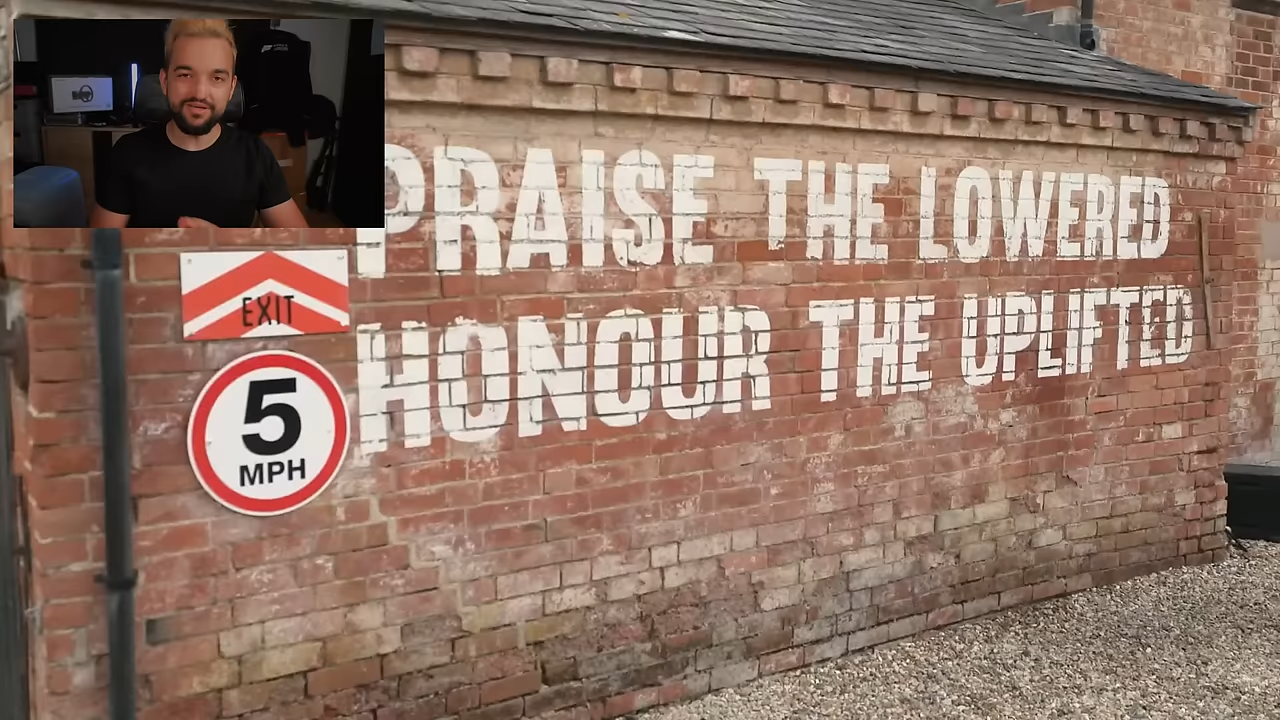 PRAISE THE LOWERED
HONOUR THE UPLIFTED
EXIT
5
MPH